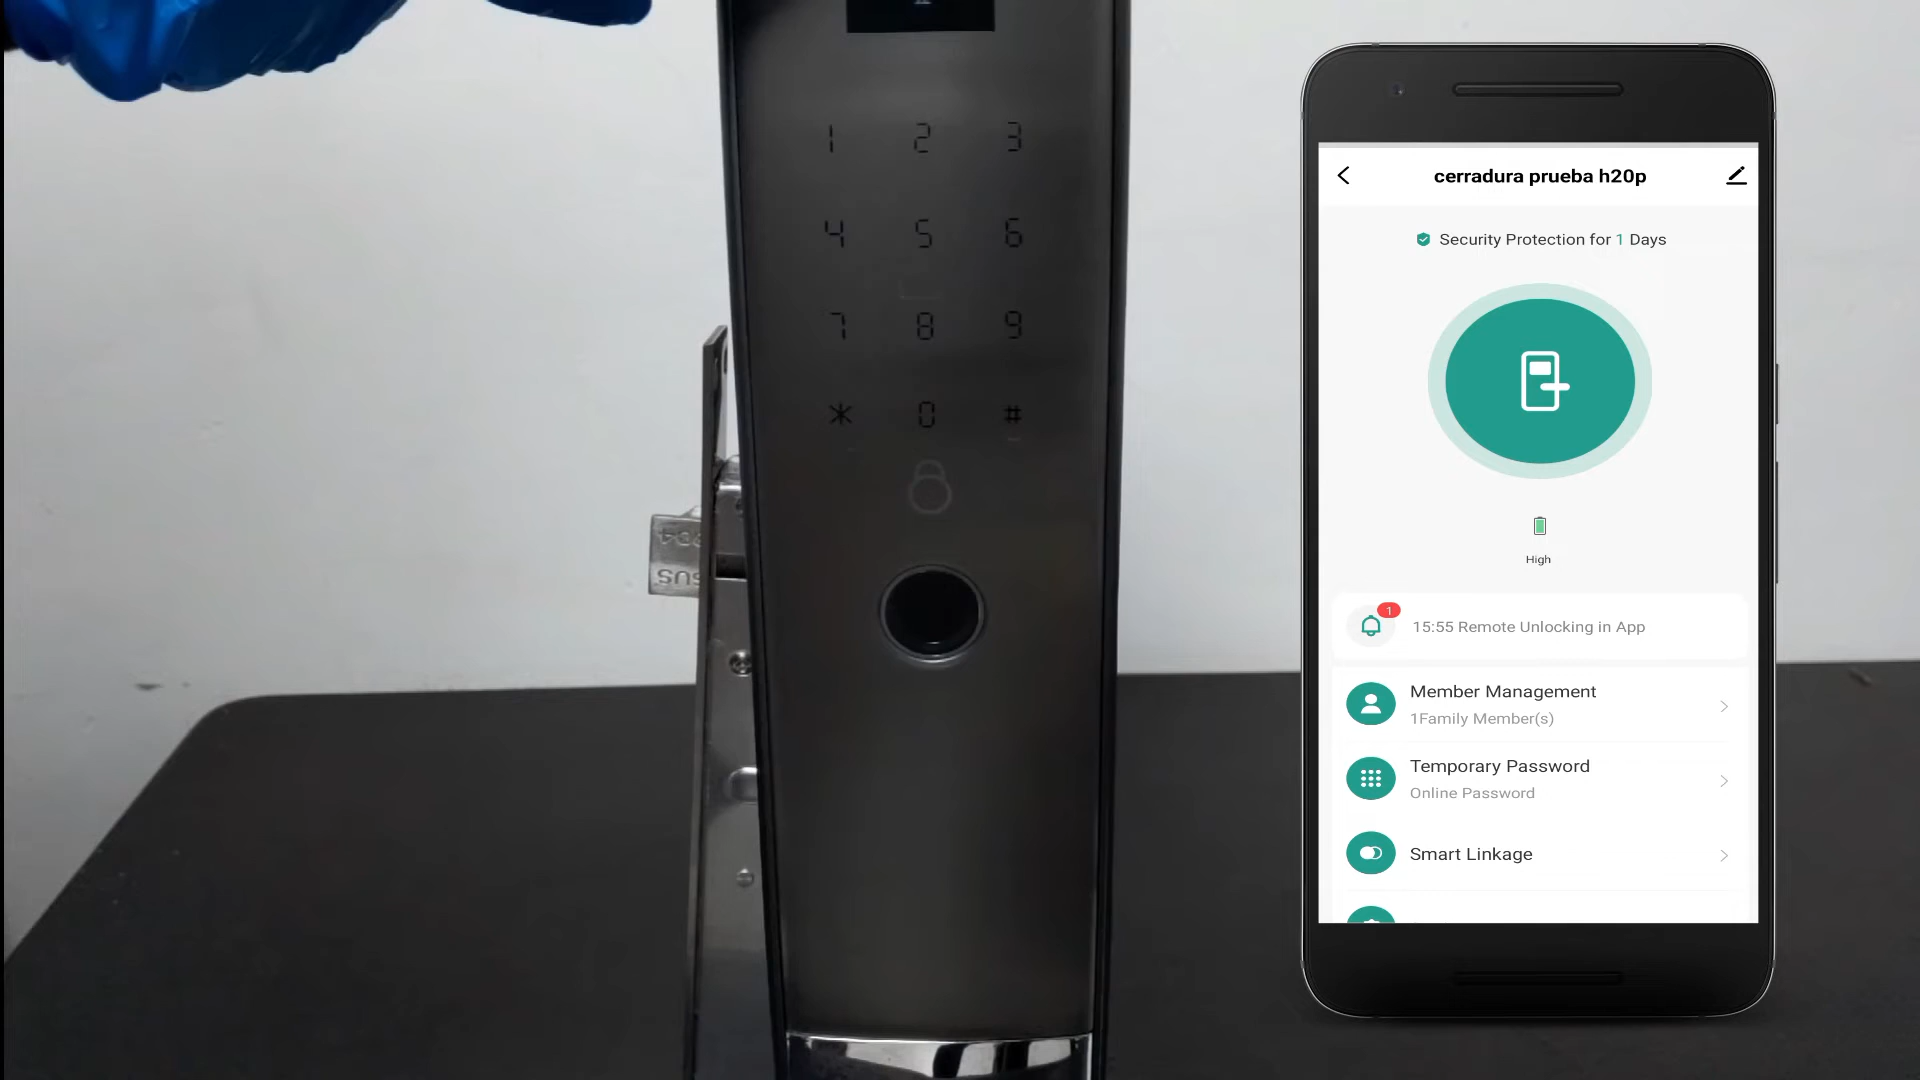 1 2 3
4 5 6
7 8 9
* 0 #
cerradura prueba h20p
Security Protection for 1 Days
High
1
15:55 Remote Unlocking in App
Member Management
1Family Member(s)
Temporary Password
Online Password
Smart Linkage